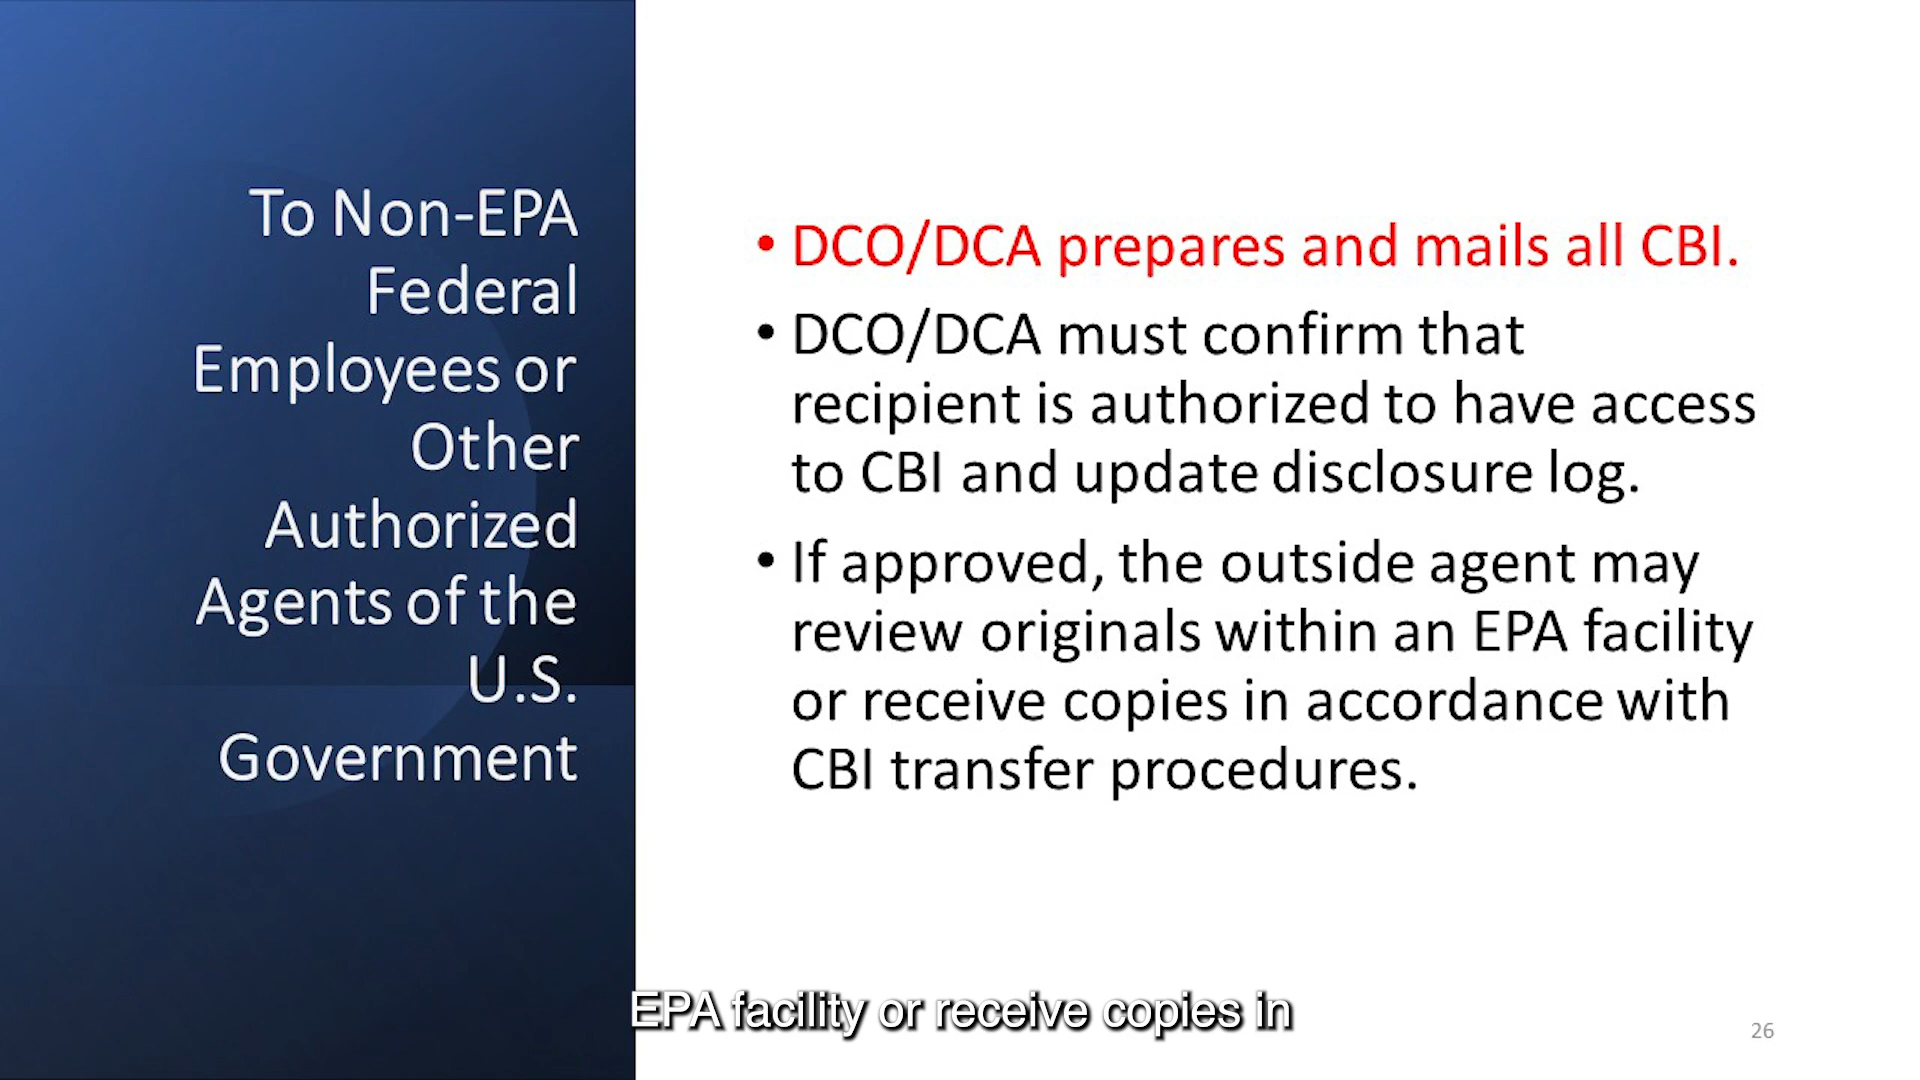 To Non-EPA
Federal
Employees or
Other
Authorized
Agents of the
U.S.
Government
• DCO/DCA prepares and mails all CBI.
• DCO/DCA must confirm that
recipient is authorized to have access
to CBI and update disclosure log.
• If approved, the outside agent may
review originals within an EPA facility
or receive copies in accordance with
CBI transfer procedures.
EPA facility or receive copies in
26